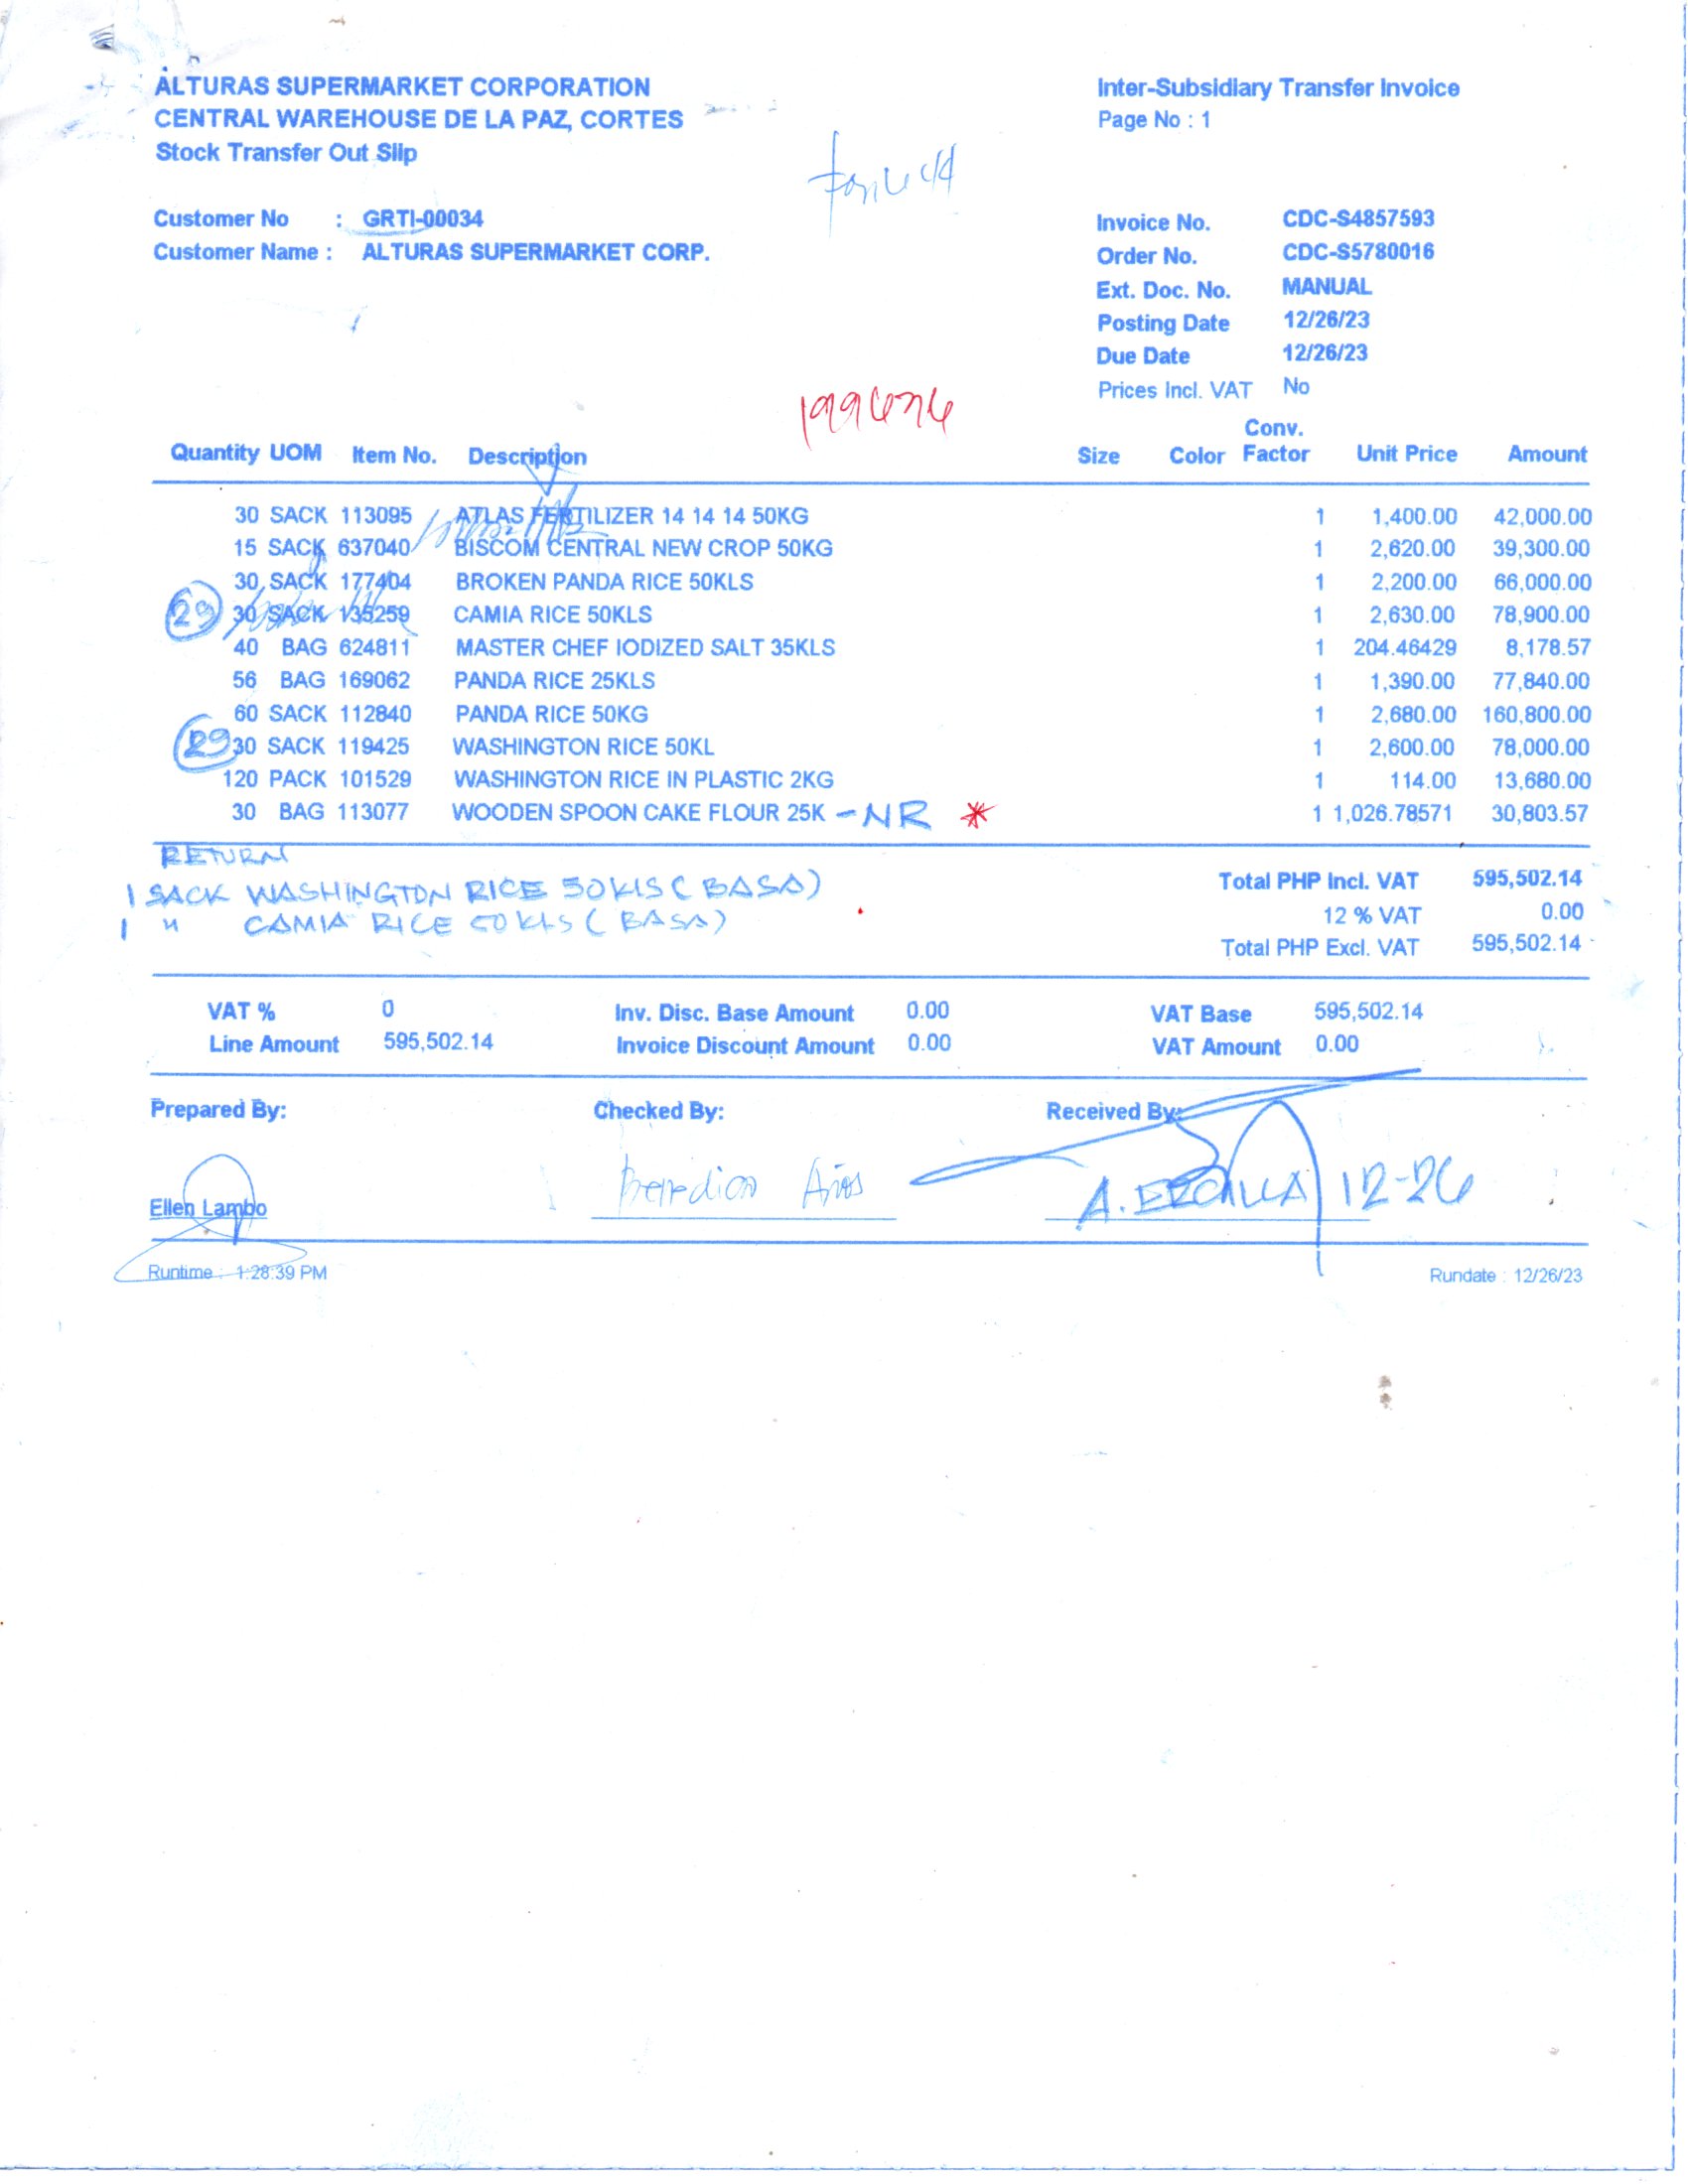 ALTURAS SUPERMARKET CORPORATION
CENTRAL WAREHOUSE DE LA PAZ, CORTES
Stock Transfer Out Slip
Inter-Subsidiary Transfer Invoice
Page No : 1
Customer No : GRTI-00034
Customer Name : ALTURAS SUPERMARKET CORP.
Invoice No. CDC-S4857593
Order No. CDC-S5780016
Ext. Doc. No. MANUAL
Posting Date 12/26/23
Due Date 12/26/23
Prices Incl. VAT No
199676
Quantity UOM Item No. Description Size Color Conv. Factor Unit Price Amount
30 SACK 113095 ATLAS FERTILIZER 14 14 14 50KG 1 1,400.00 42,000.00
15 SACK 637040 BISCOM CENTRAL NEW CROP 50KG 1 2,620.00 39,300.00
30 SACK 177404 BROKEN PANDA RICE 50KLS 1 2,200.00 66,000.00
29 30 SACK 135259 CAMIA RICE 50KLS 1 2,630.00 78,900.00
40 BAG 624811 MASTER CHEF IODIZED SALT 35KLS 1 204.46429 8,178.57
56 BAG 169062 PANDA RICE 25KLS 1 1,390.00 77,840.00
60 SACK 112840 PANDA RICE 50KG 1 2,680.00 160,800.00
29 30 SACK 119425 WASHINGTON RICE 50KL 1 2,600.00 78,000.00
120 PACK 101529 WASHINGTON RICE IN PLASTIC 2KG 1 114.00 13,680.00
30 BAG 113077 WOODEN SPOON CAKE FLOUR 25K - NR * 1 1,026.78571 30,803.57
RETURN
1 SACK WASHINGTON RICE 50KLS (BASA)
1 " CAMIA RICE 50KLS (BASA)
Total PHP Incl. VAT 595,502.14
12 % VAT 0.00
Total PHP Excl. VAT 595,502.14
VAT % 0 Inv. Disc. Base Amount 0.00 VAT Base 595,502.14
Line Amount 595,502.14 Invoice Discount Amount 0.00 VAT Amount 0.00
Prepared By: Checked By: Received By:
Ellen Lambo
A. ERCILLA 12-26
Runtime : 1:28:39 PM Rundate : 12/26/23